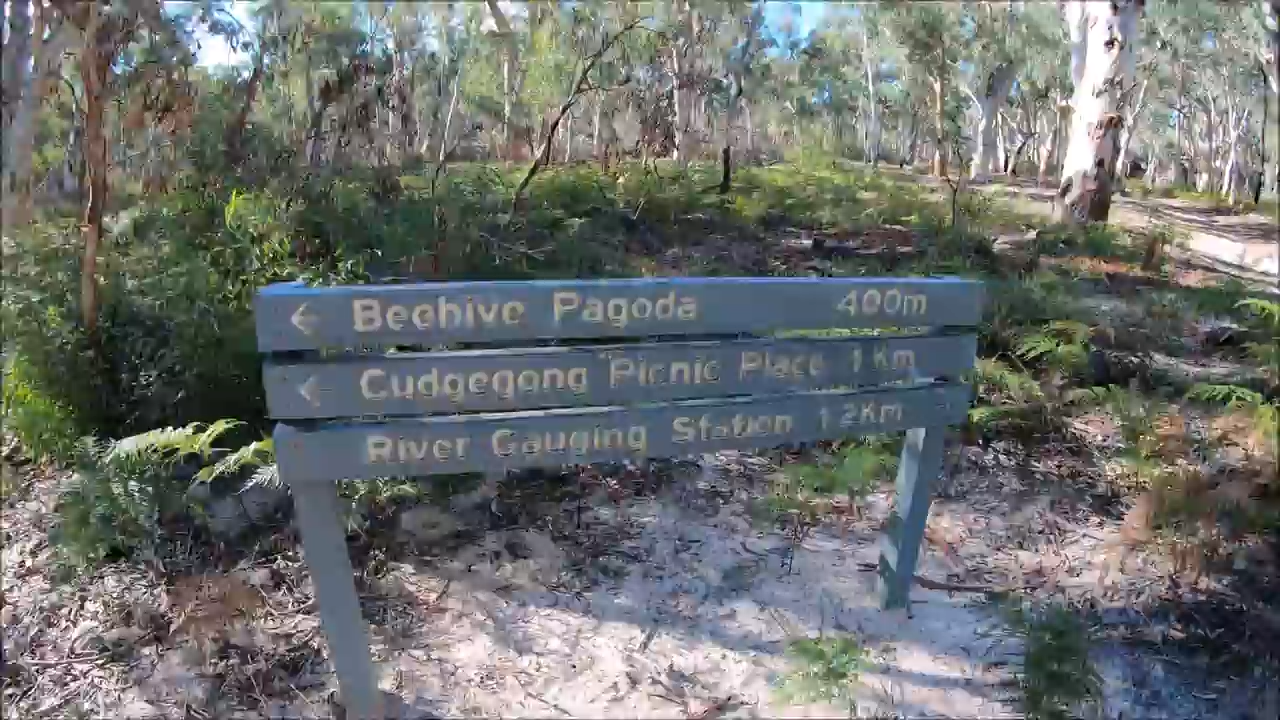 ← Beehive Pagoda 400m
← Cudgegong Picnic Place 1 Km
River Gauging Station 1.2Km